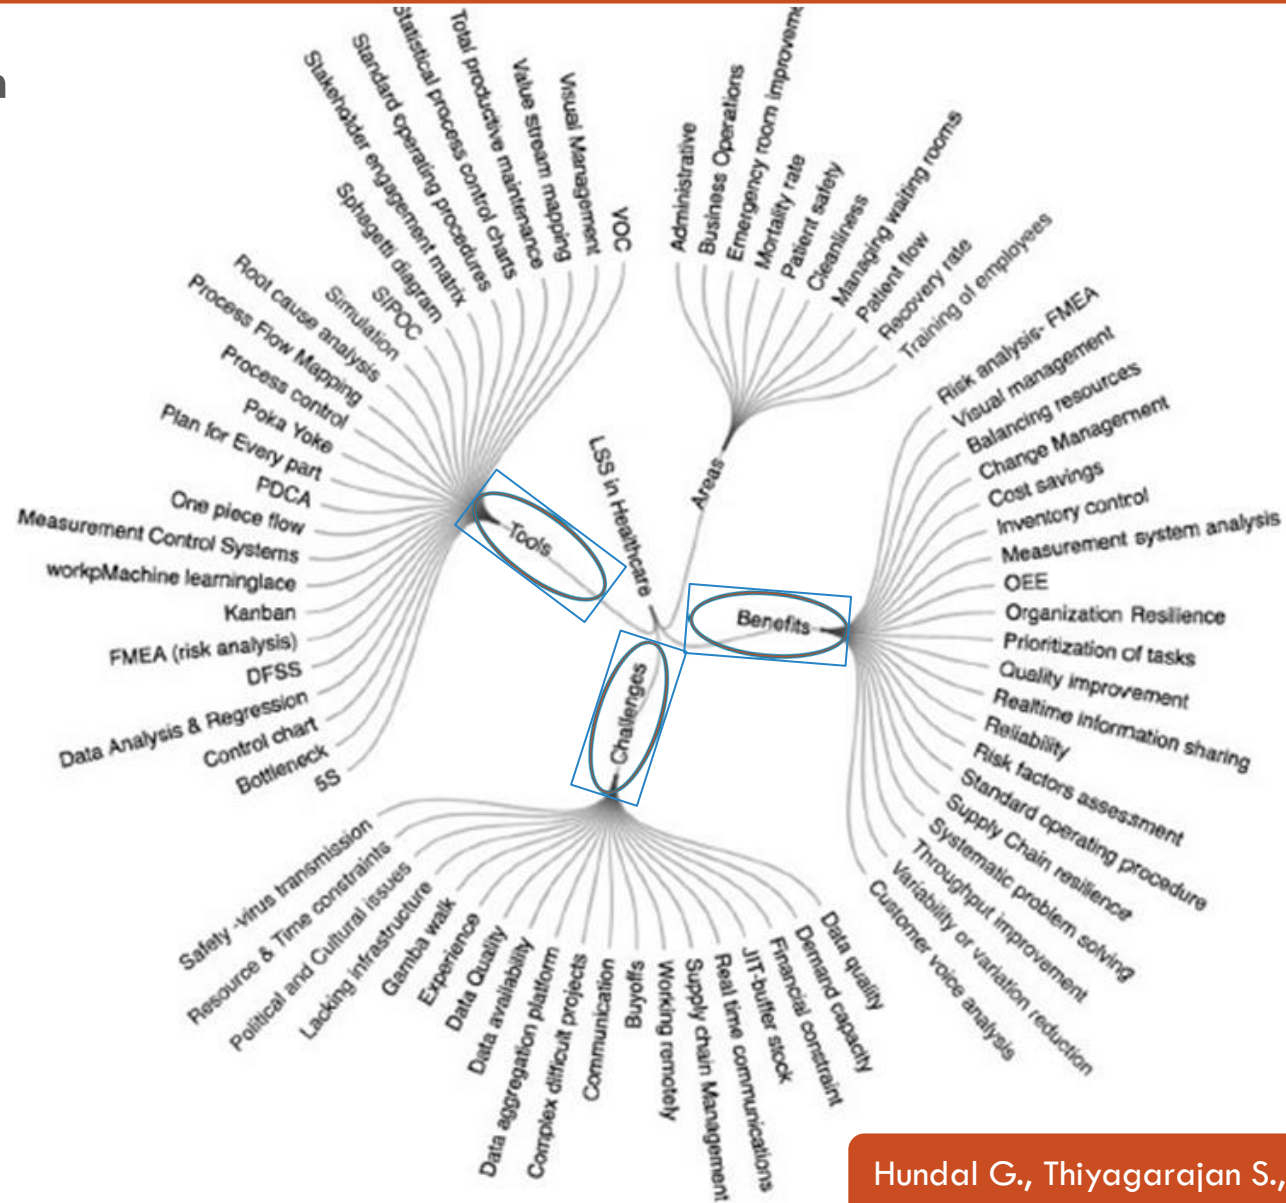 LSS in Healthcare
Tools
VOC
Visual Management
Value stream mapping
Total productive maintenance
Statistical process control charts
Standard operating procedures
Stakeholder engagement matrix
Sphagetti diagram
SIPOC
Simulation
Root cause analysis
Process Flow Mapping
Process control
Poka Yoke
Plan for Every part
PDCA
One piece flow
Measurement Control Systems
workpMachine learninglace
Kanban
FMEA (risk analysis)
DFSS
Data Analysis & Regression
Control chart
Bottleneck
5S
Areas
Administrative
Business Operations
Emergency room improvem
Mortality rate
Patient safety
Cleanliness
Managing waiting rooms
Patient flow
Recovery rate
Training of employees
Benefits
Risk analysis- FMEA
Visual management
Balancing resources
Change Management
Cost savings
Inventory control
Measurement system analysis
OEE
Organization Resilience
Prioritization of tasks
Quality improvement
Realtime information sharing
Reliability
Risk factors assessment
Standard operating procedure
Supply Chain resilience
Systematic problem solving
Throughput improvement
Variability or variation reduction
Customer voice analysis
Challenges
Safety -virus transmission
Resource & Time constraints
Political and Cultural issues
Lacking infrastructure
Gamba walk
Experience
Data Quality
Data availability
Data aggregation platform
Complex difficult projects
Communication
Buyoffs
Working remotely
Supply chain Management
Real time communications
JIT-buffer stock
Financial constraint
Demand capacity
Data quality
Hundal G., Thiyagarajan S.,